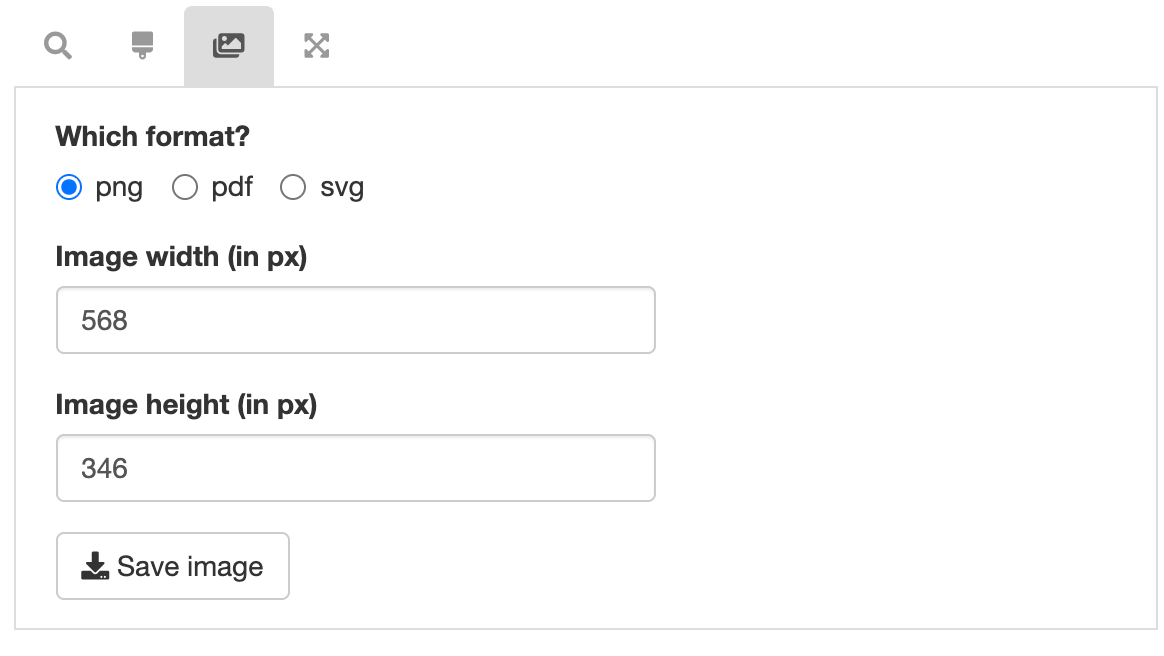 Which format?
png pdf svg
Image width (in px)
568
Image height (in px)
346
Save image